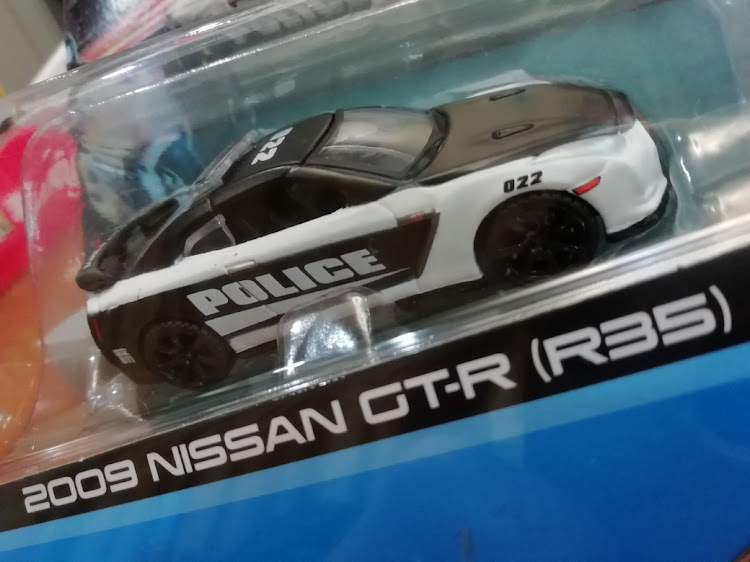 022
022
POLICE
2009 NISSAN GT-R (R35)